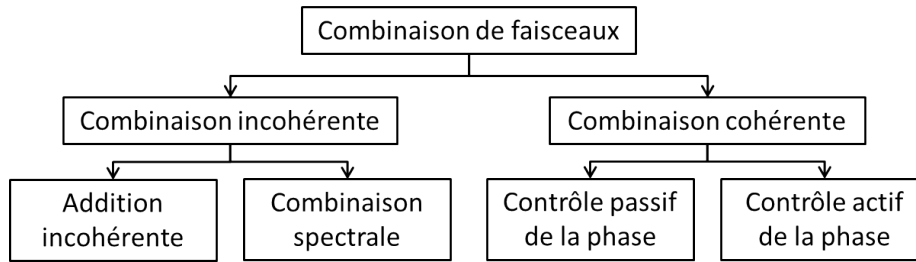 Combinaison de faisceaux
Combinaison incohérente
Combinaison cohérente
Addition
incohérente
Combinaison
spectrale
Contrôle passif
de la phase
Contrôle actif
de la phase